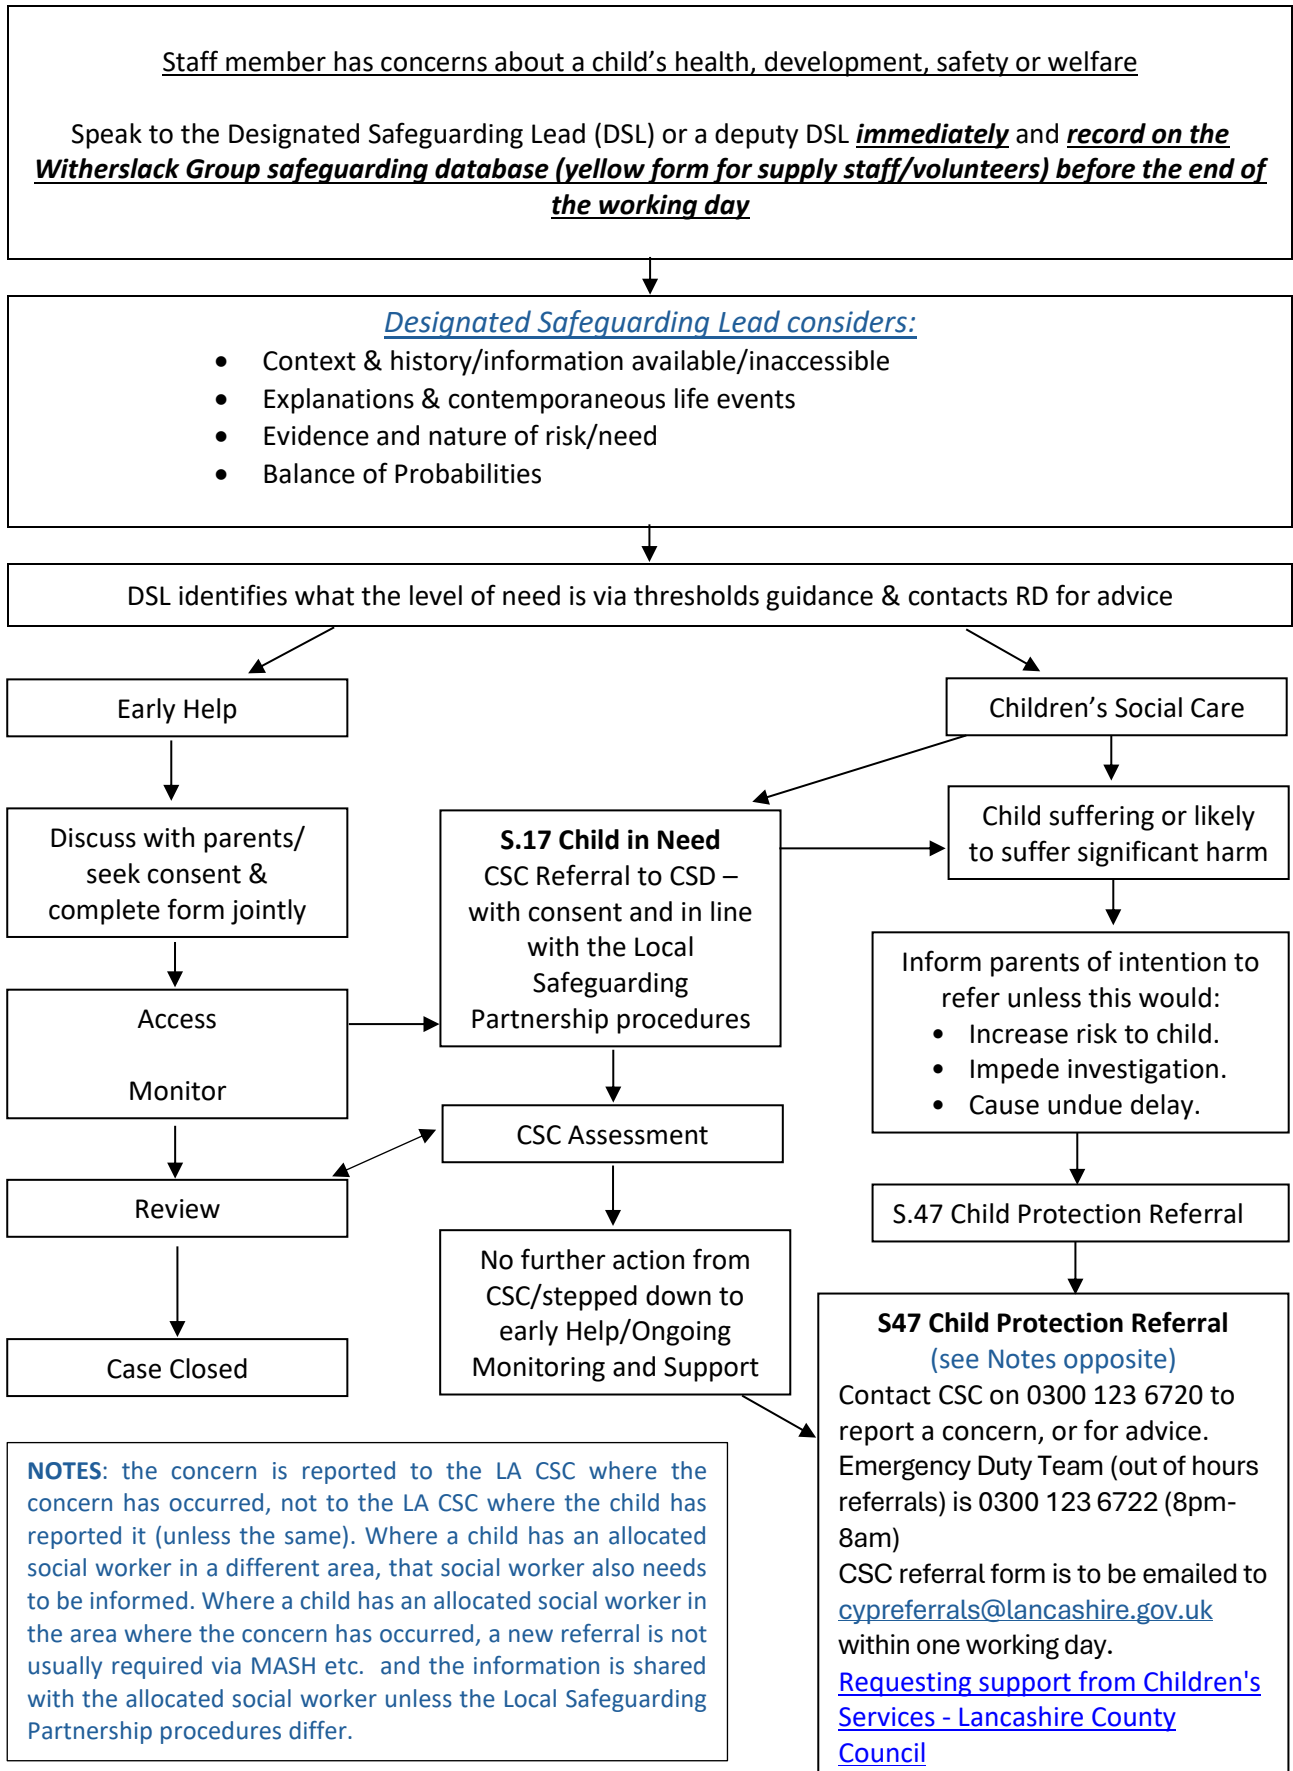 Staff member has concerns about a child's health, development, safety or welfare
Speak to the Designated Safeguarding Lead (DSL) or a deputy DSL immediately and record on the
Witherslack Group safeguarding database (yellow form for supply staff/volunteers) before the end of
the working day
Designated Safeguarding Lead considers:
• Context & history/information available/inaccessible
• Explanations & contemporaneous life events
• Evidence and nature of risk/need
• Balance of Probabilities
DSL identifies what the level of need is via thresholds guidance & contacts RD for advice
Early Help
Discuss with parents/
seek consent &
complete form jointly
Access
Monitor
Review
Case Closed
S.17 Child in Need
CSC Referral to CSD –
with consent and in line
with the Local
Safeguarding
Partnership procedures
CSC Assessment
No further action from
CSC/stepped down to
early Help/Ongoing
Monitoring and Support
Children's Social Care
Child suffering or likely
to suffer significant harm
Inform parents of intention to
refer unless this would:
• Increase risk to child.
• Impede investigation.
• Cause undue delay.
S.47 Child Protection Referral
S47 Child Protection Referral
(see Notes opposite)
Contact CSC on 0300 123 6720 to
report a concern, or for advice.
Emergency Duty Team (out of hours
referrals) is 0300 123 6722 (8pm-
8am)
CSC referral form is to be emailed to
cypreferrals@lancashire.gov.uk
within one working day.
Requesting support from Children's
Services - Lancashire County
Council
NOTES: the concern is reported to the LA CSC where the
concern has occurred, not to the LA CSC where the child has
reported it (unless the same). Where a child has an allocated
social worker in a different area, that social worker also needs
to be informed. Where a child has an allocated social worker in
the area where the concern has occurred, a new referral is not
usually required via MASH etc. and the information is shared
with the allocated social worker unless the Local Safeguarding
Partnership procedures differ.